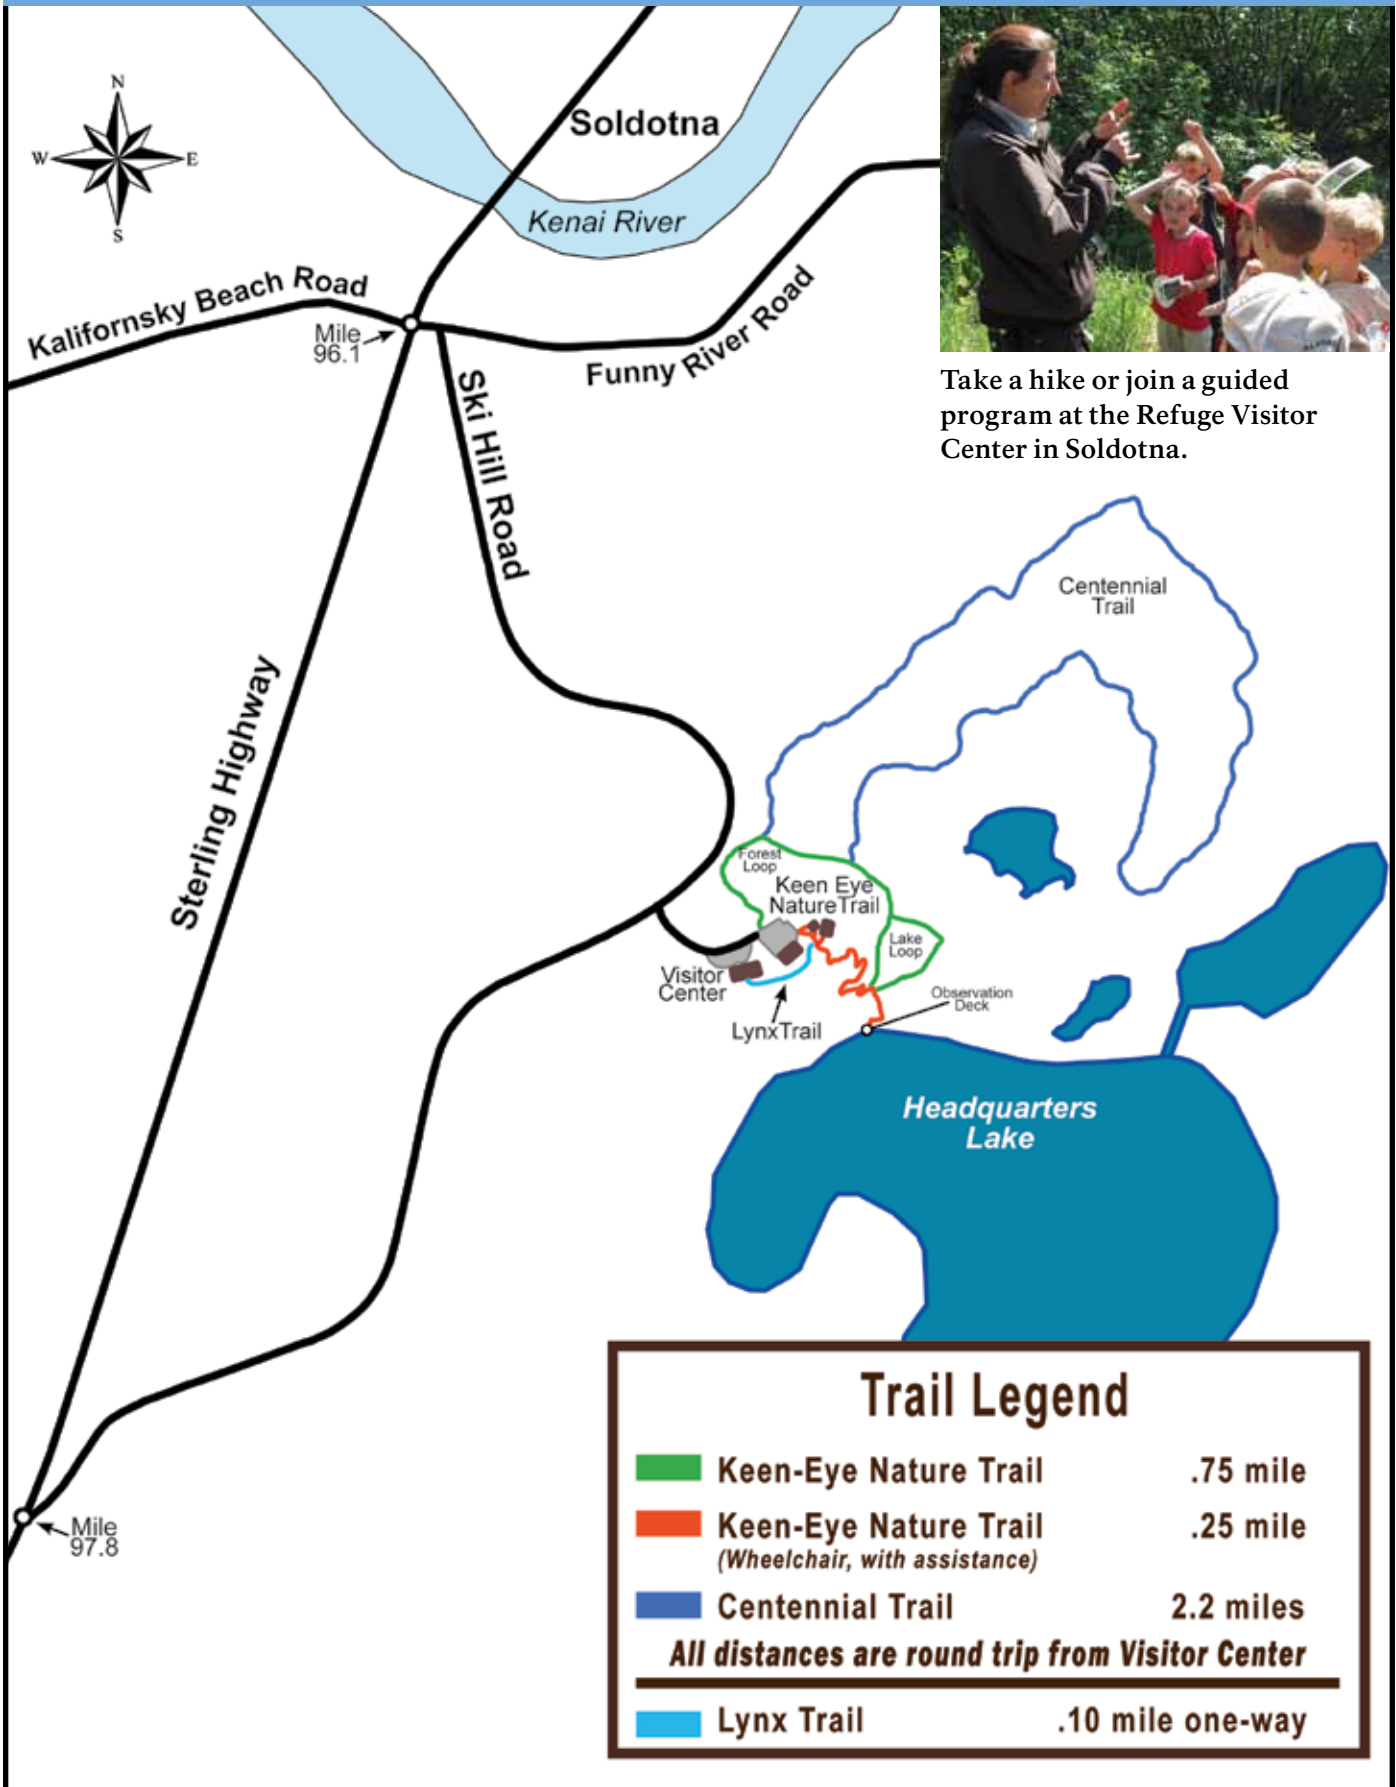 N
W
E
S
Soldotna
Kenai River
Kalifornsky Beach Road
Mile
96.1
Funny River Road
Ski Hill Road
Sterling Highway
Take a hike or join a guided
program at the Refuge Visitor
Center in Soldotna.
Centennial
Trail
Forest
Loop
Keen Eye
Nature Trail
Lake
Loop
Visitor
Center
Lynx Trail
Observation
Deck
Headquarters
Lake
Mile
97.8
Trail Legend
Keen-Eye Nature Trail .75 mile
Keen-Eye Nature Trail .25 mile
(Wheelchair, with assistance)
Centennial Trail 2.2 miles
All distances are round trip from Visitor Center
Lynx Trail .10 mile one-way